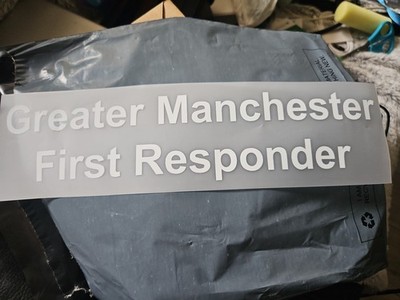 Greater Manchester
First Responder